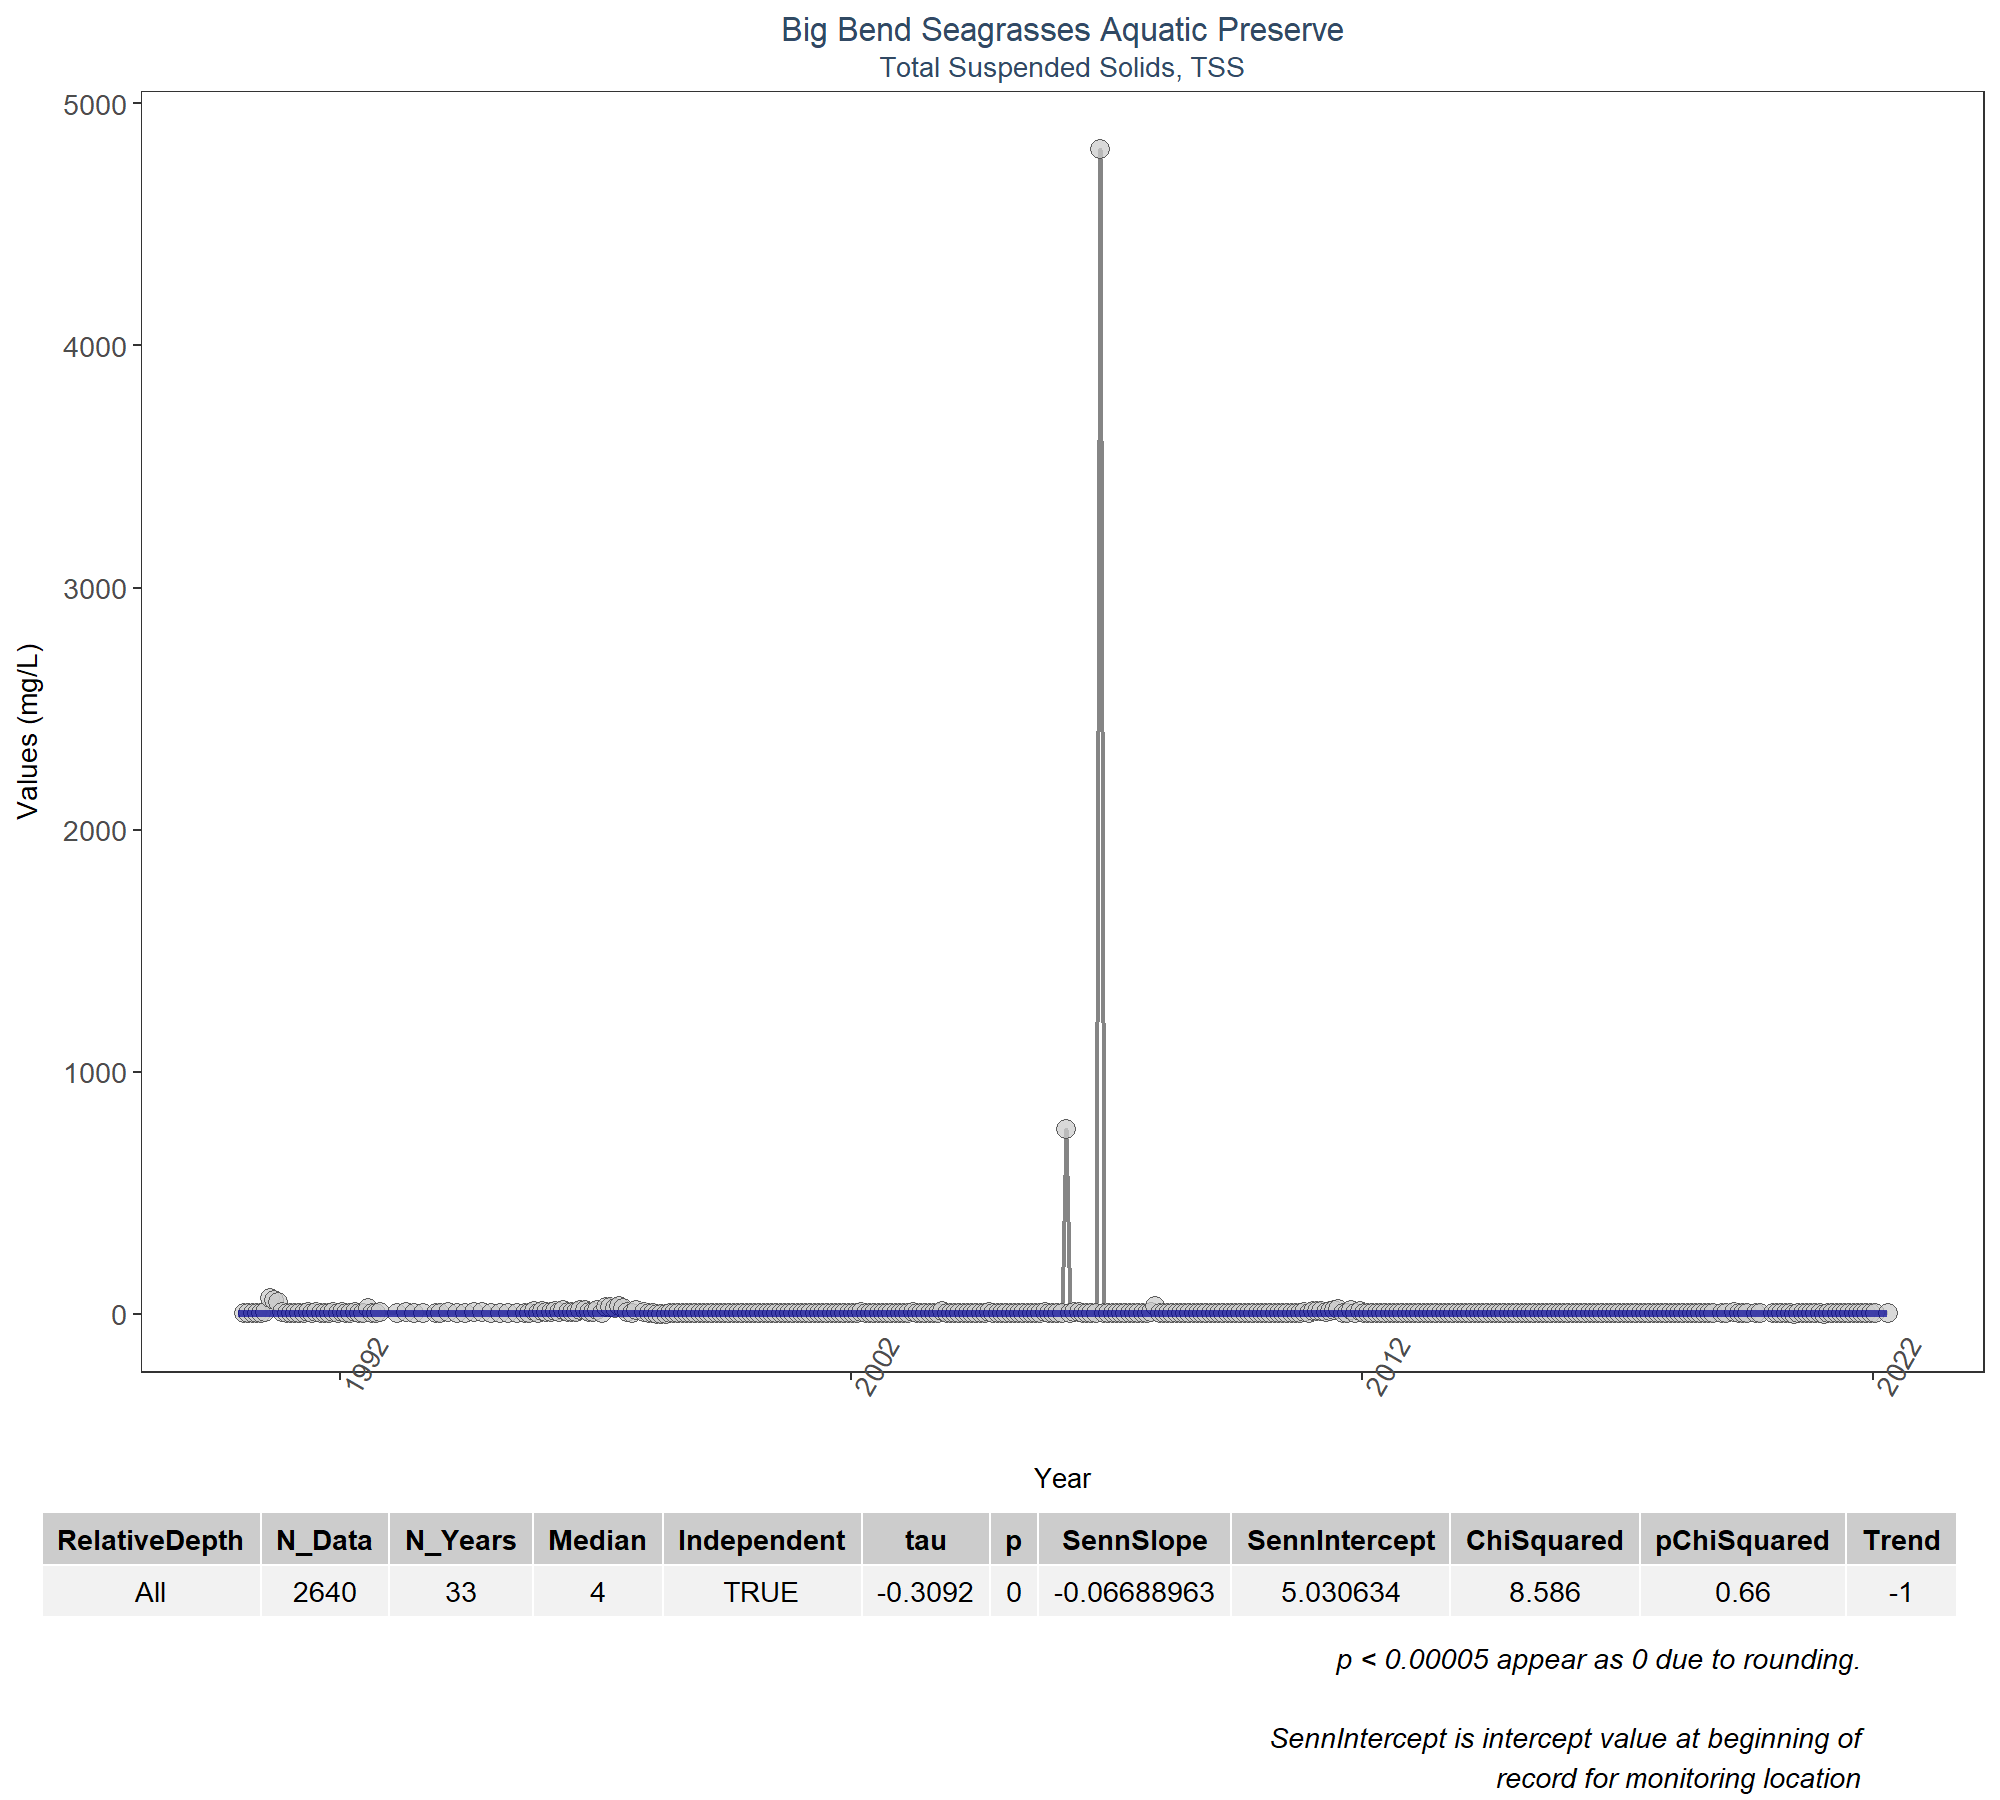 Big Bend Seagrasses Aquatic Preserve
Total Suspended Solids, TSS
5000
4000
3000
2000
1000
0
Values (mg/L)
1992
2002
2012
2022
Year
RelativeDepth N_Data N_Years Median Independent tau p SennSlope SennIntercept ChiSquared pChiSquared Trend
All 2640 33 4 TRUE -0.3092 0 -0.06688963 5.030634 8.586 0.66 -1
p < 0.00005 appear as 0 due to rounding.
SennIntercept is intercept value at beginning of
record for monitoring location